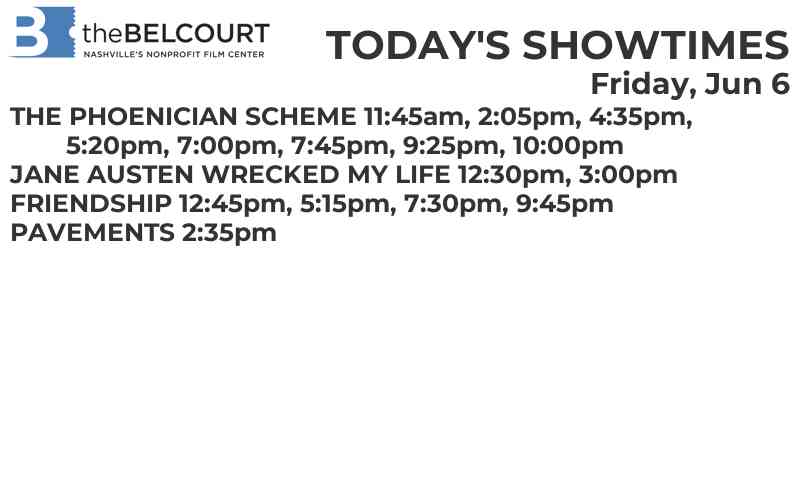 B theBELCOURT
NASHVILLE'S NONPROFIT FILM CENTER
TODAY'S SHOWTIMES
Friday, Jun 6
THE PHOENICIAN SCHEME 11:45am, 2:05pm, 4:35pm,
5:20pm, 7:00pm, 7:45pm, 9:25pm, 10:00pm
JANE AUSTEN WRECKED MY LIFE 12:30pm, 3:00pm
FRIENDSHIP 12:45pm, 5:15pm, 7:30pm, 9:45pm
PAVEMENTS 2:35pm